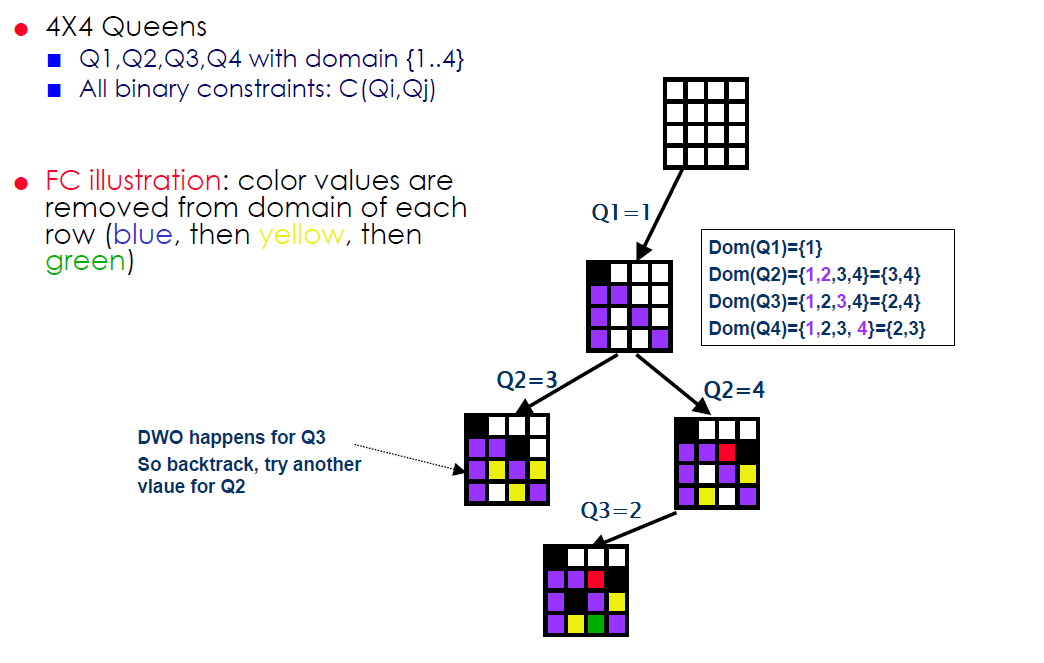 4X4 Queens
Q1,Q2,Q3,Q4 with domain {1..4}
All binary constraints: C(Qi,Qj)
FC illustration: color values are
removed from domain of each
row (blue, then yellow, then
green)
Q1=1
Dom(Q1)={1}
Dom(Q2)={1,2,3,4}={3,4}
Dom(Q3)={1,2,3,4}={2,4}
Dom(Q4)={1,2,3, 4}={2,3}
Q2=3
Q2=4
DWO happens for Q3
So backtrack, try another
vlaue for Q2
Q3=2